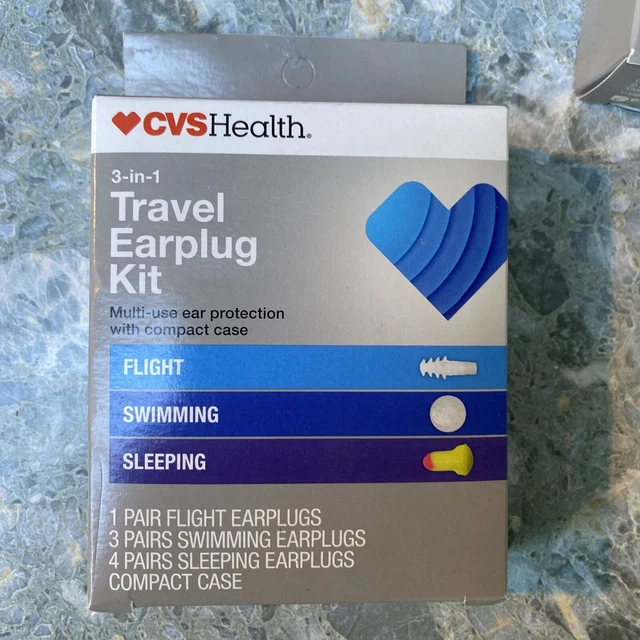 CVSHealth®
3-in-1
Travel
Earplug
Kit
Multi-use ear protection
with compact case
FLIGHT
SWIMMING
SLEEPING
1 PAIR FLIGHT EARPLUGS
3 PAIRS SWIMMING EARPLUGS
4 PAIRS SLEEPING EARPLUGS
COMPACT CASE